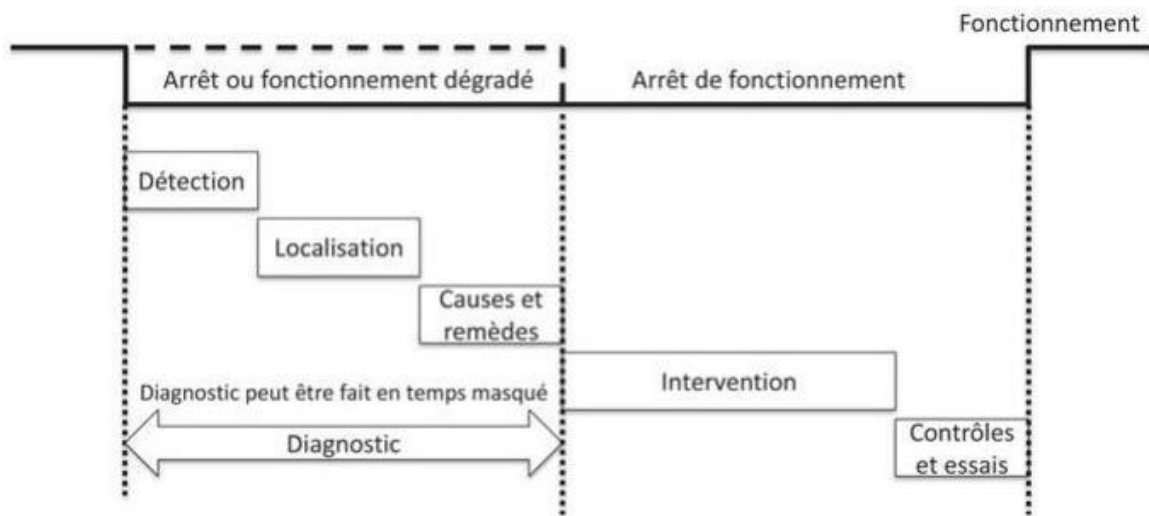 Fonctionnement
Arrêt ou fonctionnement dégradé
Arrêt de fonctionnement
Détection
Localisation
Causes et
remèdes
Intervention
Diagnostic peut être fait en temps masqué
Diagnostic
Contrôles
et essais